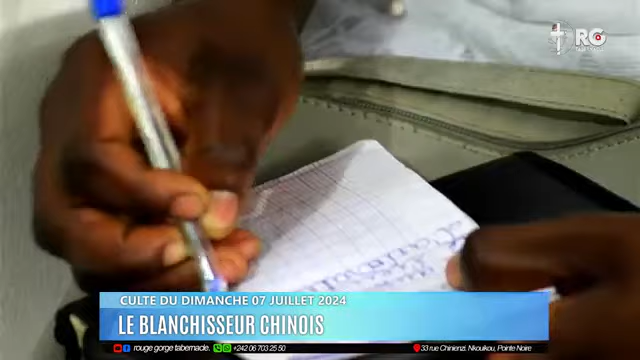 RG
CULTE DU DIMANCHE 07 JUILLET 2024
LE BLANCHISSEUR CHINOIS
rouge gorge tabernacle. +242 06 703 25 50 33 rue Chinienzi. Nkouikou, Pointe Noire